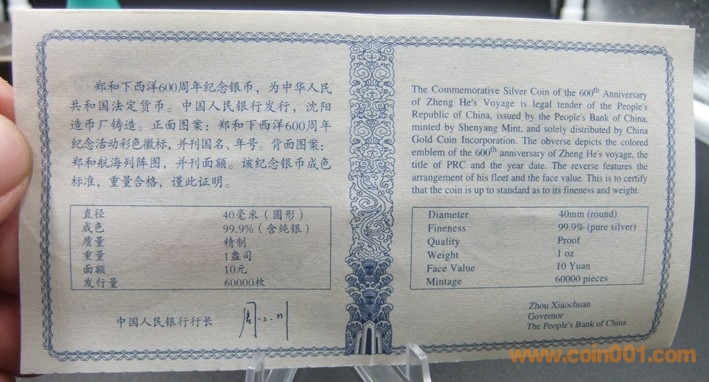 郑和下西洋600周年纪念银币，为中华人民
共和国法定货币。中国人民银行发行，沈阳
造币厂铸造。正面图案：郑和下西洋600周年
纪念活动彩色徽标，并刊国名、年号。背面图案：
郑和航海列阵图，并刊面额。该纪念银币成色
标准，重量合格，谨此证明。
直径 40毫米（圆形）
成色 99.9%（含纯银）
质量 精制
重量 1盎司
面额 10元
发行量 60000枚
中国人民银行行长
The Commemorative Silver Coin of the 600th Anniversary
of Zheng He's Voyage is legal tender of the People's
Republic of China, issued by the People's Bank of China,
minted by Shenyang Mint, and solely distributed by China
Gold Coin Incorporation. The obverse depicts the colored
emblem of the 600th anniversary of Zheng He's voyage, the
title of PRC and the year date. The reverse features the
arrangement of his fleet and the face value. This is to certify
that the coin is up to standard as to its fineness and weight.
Diameter 40mm (round)
Fineness 99.9% (pure silver)
Quality Proof
Weight 1 oz
Face Value 10 Yuan
Mintage 60000 pieces
Zhou Xiaochuan
Governor
The People's Bank of China
www.coin001.com